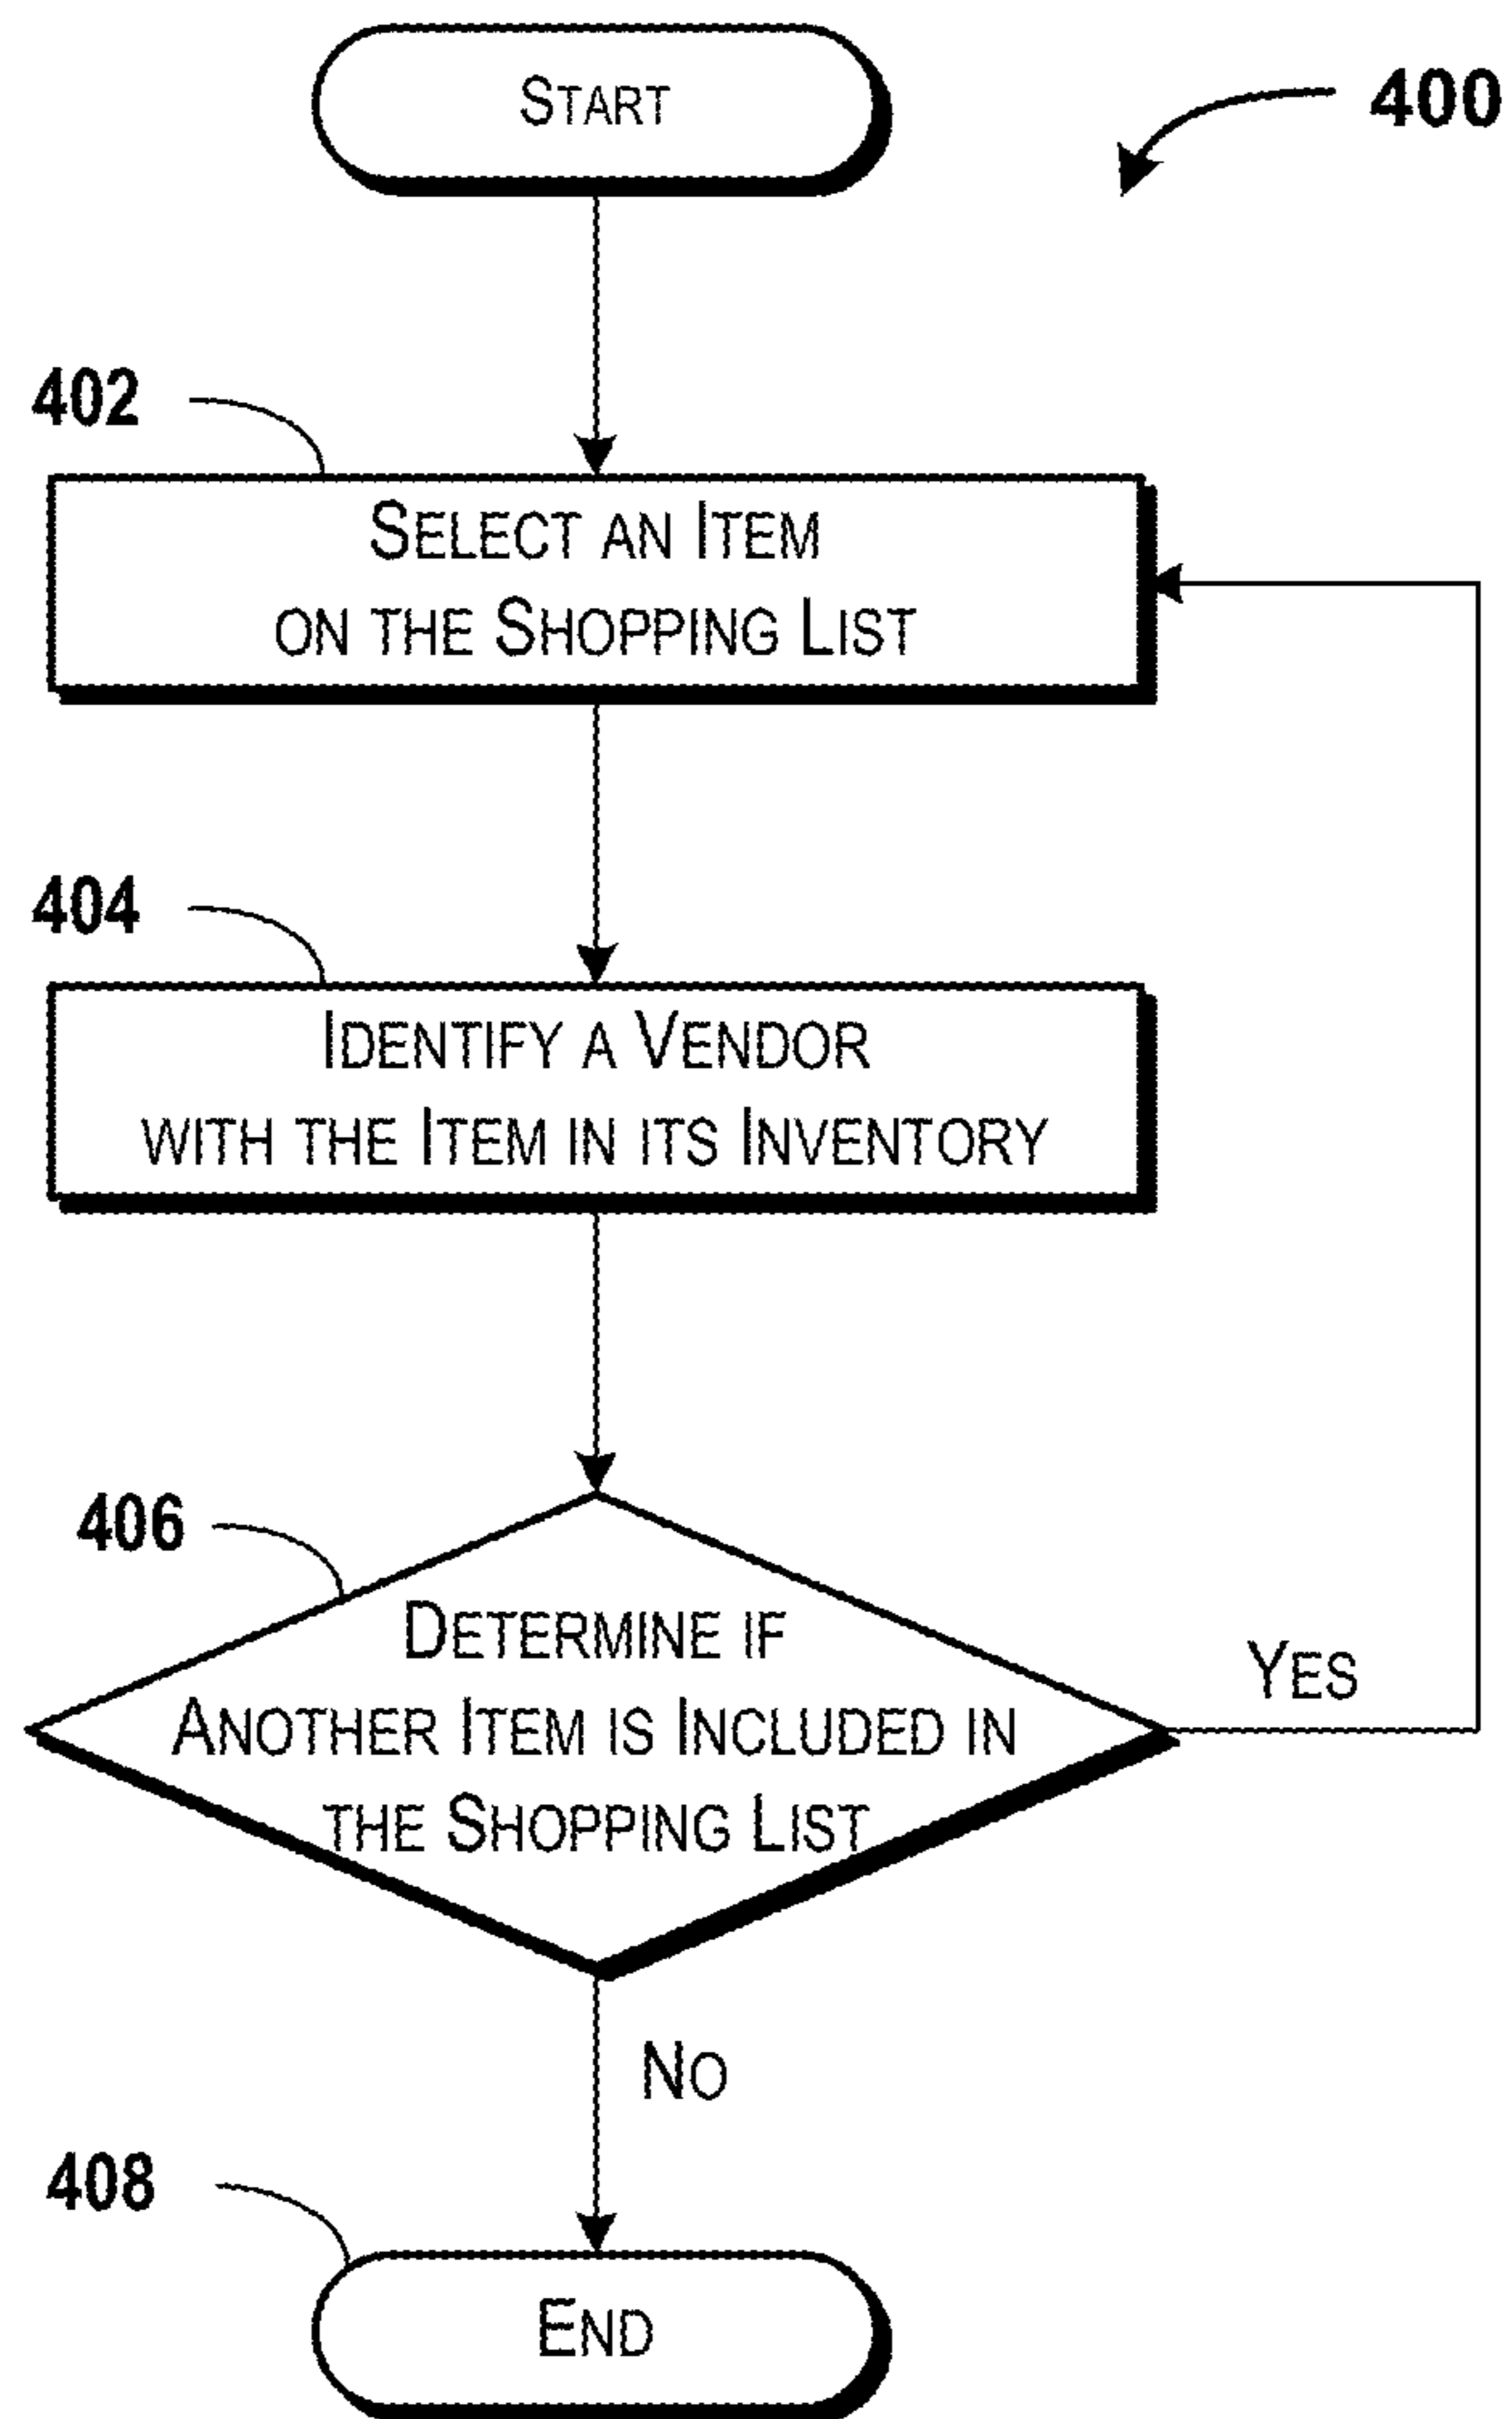 START
400
402
SELECT AN ITEM
ON THE SHOPPING LIST
404
IDENTIFY A VENDOR
WITH THE ITEM IN ITS INVENTORY
406
DETERMINE IF
ANOTHER ITEM IS INCLUDED IN
THE SHOPPING LIST
YES
NO
408
END